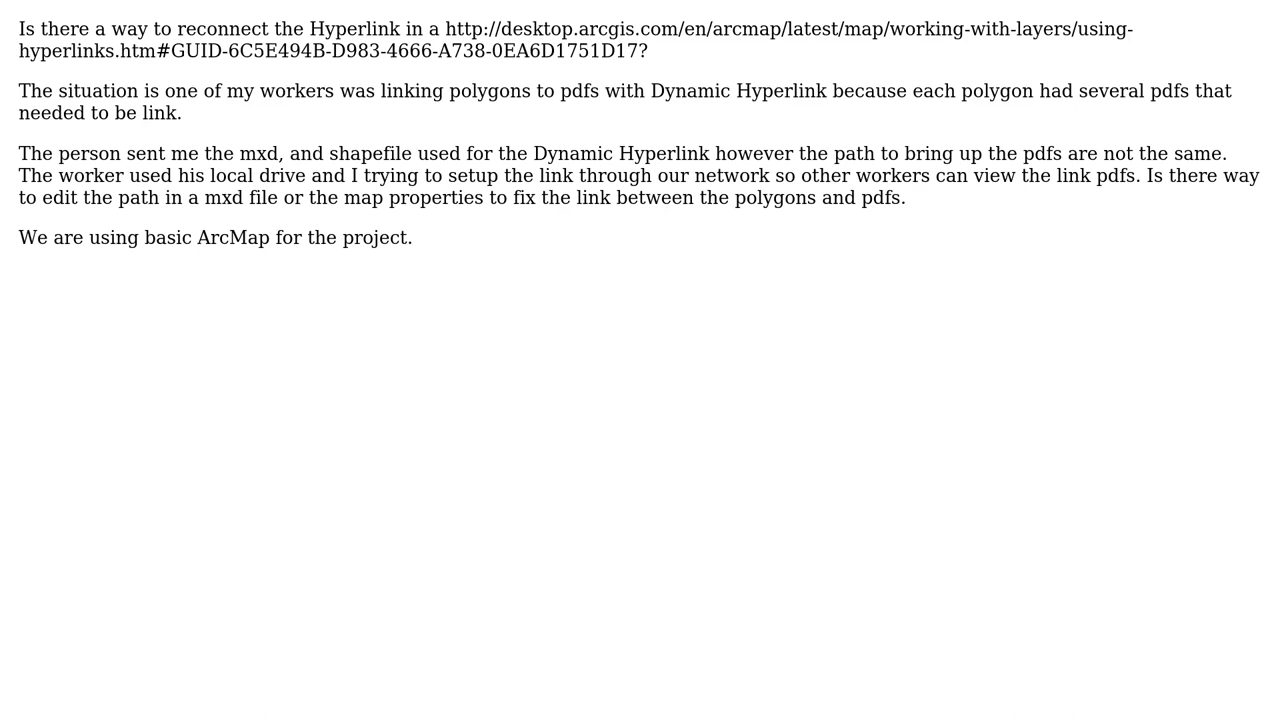 Is there a way to reconnect the Hyperlink in a http://desktop.arcgis.com/en/arcmap/latest/map/working-with-layers/using-
hyperlinks.htm#GUID-6C5E494B-D983-4666-A738-0EA6D1751D17?
The situation is one of my workers was linking polygons to pdfs with Dynamic Hyperlink because each polygon had several pdfs that
needed to be link.
The person sent me the mxd, and shapefile used for the Dynamic Hyperlink however the path to bring up the pdfs are not the same.
The worker used his local drive and I trying to setup the link through our network so other workers can view the link pdfs. Is there way
to edit the path in a mxd file or the map properties to fix the link between the polygons and pdfs.
We are using basic ArcMap for the project.